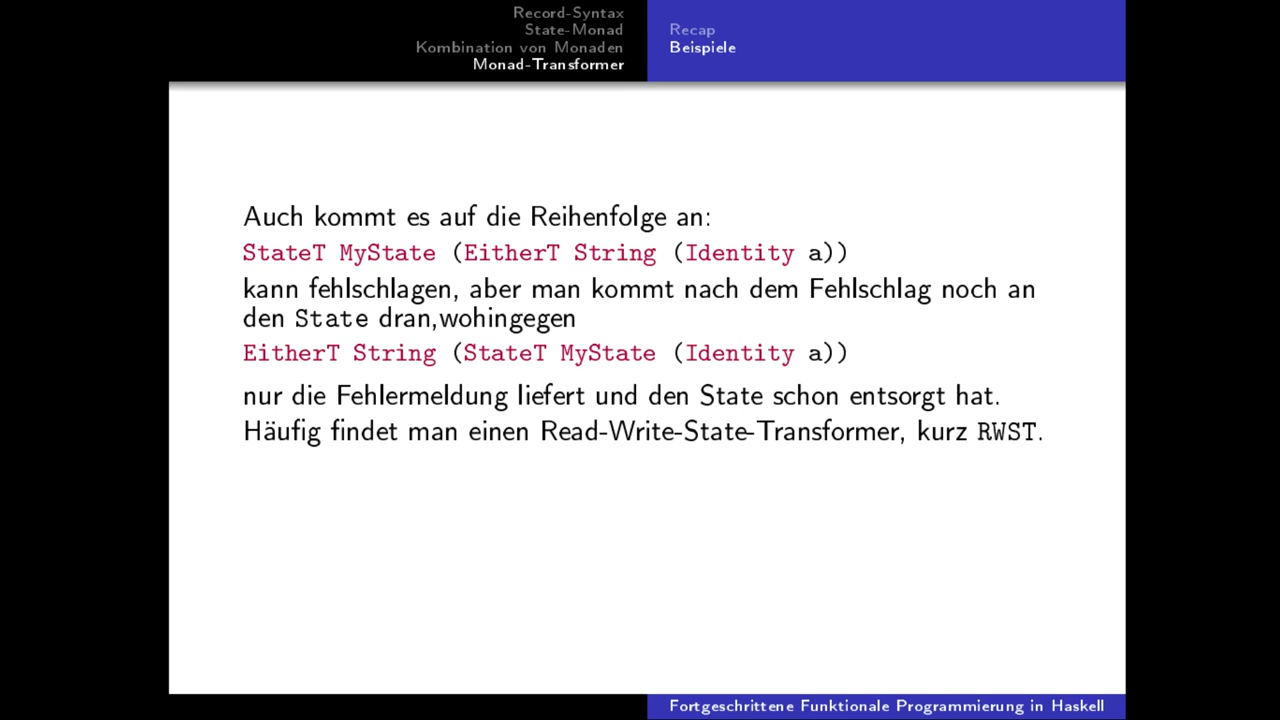 Record-Syntax
State-Monad
Kombination von Monaden
Monad-Transformer
Recap
Beispiele
Auch kommt es auf die Reihenfolge an:
StateT MyState (EitherT String (Identity a))
kann fehlschlagen, aber man kommt nach dem Fehlschlag noch an
den State dran,wohingegen
EitherT String (StateT MyState (Identity a))
nur die Fehlermeldung liefert und den State schon entsorgt hat.
Häufig findet man einen Read-Write-State-Transformer, kurz RWST.
Fortgeschrittene Funktionale Programmierung in Haskell